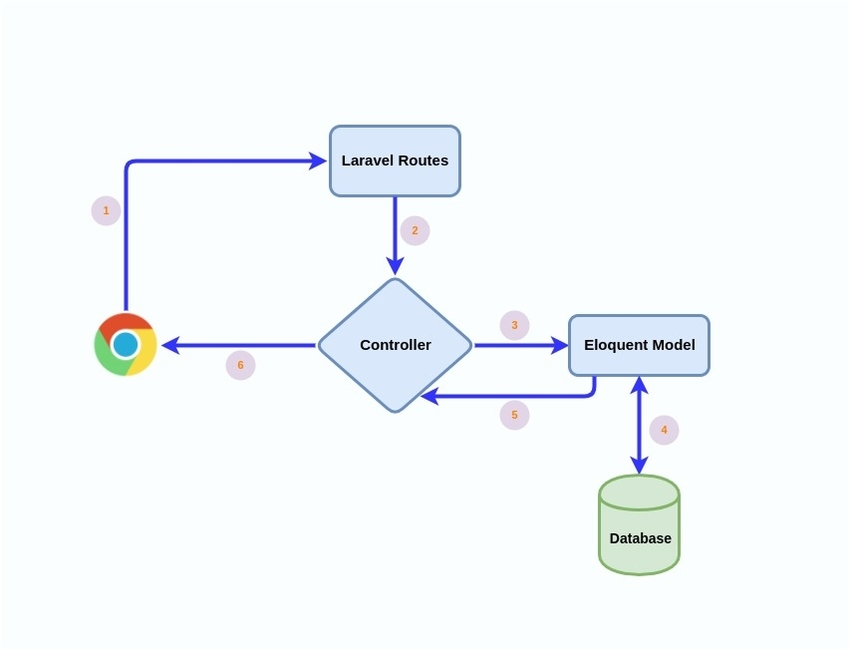 Laravel Routes
1
2
Controller
3
Eloquent Model
6
5
4
Database